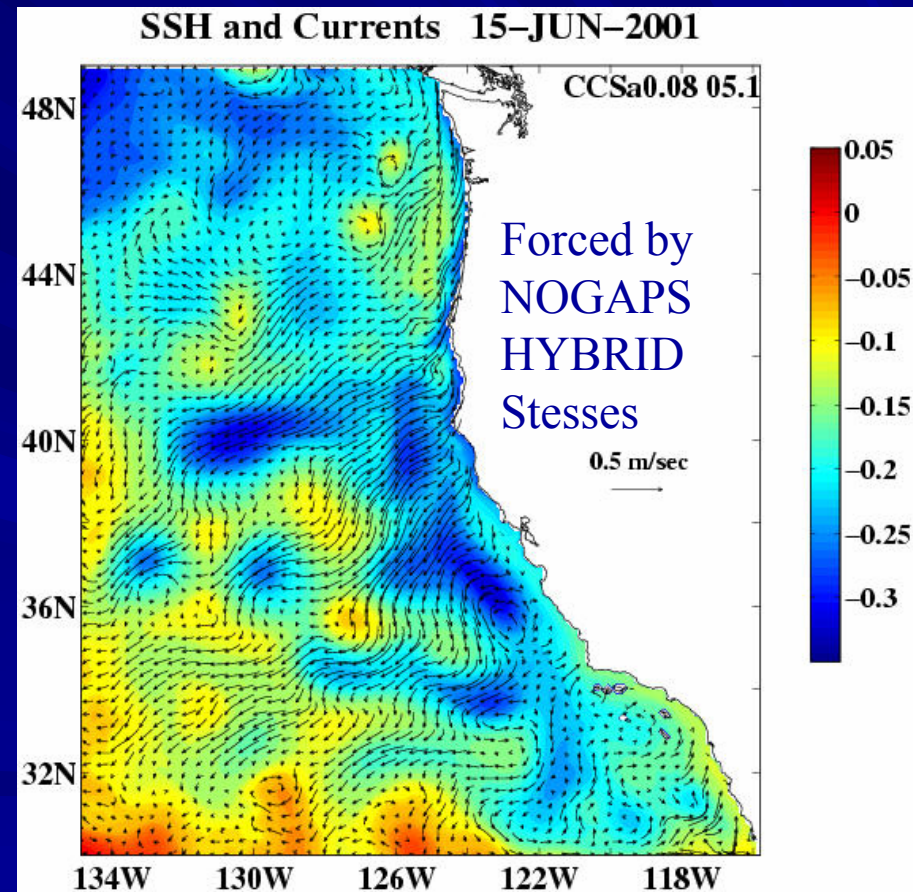 SSH and Currents 15–JUN–2001
CCSa0.08 05.1
48N
44N
40N
36N
32N
134W 130W 126W 122W 118W
Forced by
NOGAPS
HYBRID
Stesses
0.5 m/sec
0.05
0
–0.05
–0.1
–0.15
–0.2
–0.25
–0.3